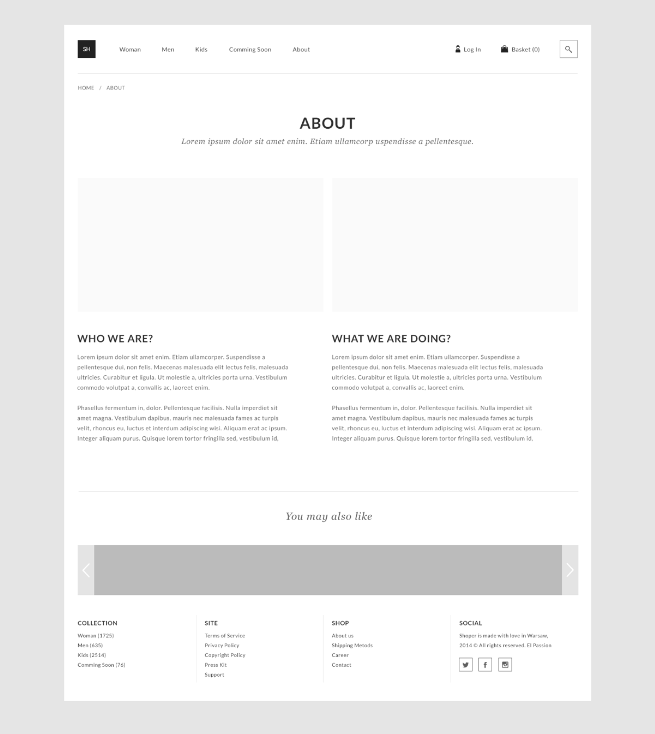 SH
Woman Men Kids Comming Soon About
Log In Basket (0)
HOME / ABOUT
ABOUT
Lorem ipsum dolor sit amet enim. Etiam ullamcorp uspendisse a pellentesque.
WHO WE ARE?
Lorem ipsum dolor sit amet enim. Etiam ullamcorper. Suspendisse a
pellentesque dui, non felis. Maecenas malesuada elit lectus felis, malesuada
ultricies. Curabitur et ligula. Ut molestie a, ultricies porta urna. Vestibulum
commodo volutpat a, convallis ac, laoreet enim.
Phasellus fermentum in, dolor. Pellentesque facilisis. Nulla imperdiet sit
amet magna. Vestibulum dapibus, mauris nec malesuada fames ac turpis
velit, rhoncus eu, luctus et interdum adipiscing wisi. Aliquam erat ac ipsum.
Integer aliquam purus. Quisque lorem tortor fringilla sed, vestibulum id.
WHAT WE ARE DOING?
Lorem ipsum dolor sit amet enim. Etiam ullamcorper. Suspendisse a
pellentesque dui, non felis. Maecenas malesuada elit lectus felis, malesuada
ultricies. Curabitur et ligula. Ut molestie a, ultricies porta urna. Vestibulum
commodo volutpat a, convallis ac, laoreet enim.
Phasellus fermentum in, dolor. Pellentesque facilisis. Nulla imperdiet sit
amet magna. Vestibulum dapibus, mauris nec malesuada fames ac turpis
velit, rhoncus eu, luctus et interdum adipiscing wisi. Aliquam erat ac ipsum.
Integer aliquam purus. Quisque lorem tortor fringilla sed, vestibulum id.
You may also like
COLLECTION
Woman (1725)
Men (635)
Kids (2514)
Comming Soon (76)
SITE
Terms of Service
Privacy Policy
Copyright Policy
Press Kit
Support
SHOP
About us
Shipping Metods
Career
Contact
SOCIAL
Shoper is made with love in Warsaw,
2014 © All rights reserved. El Passion